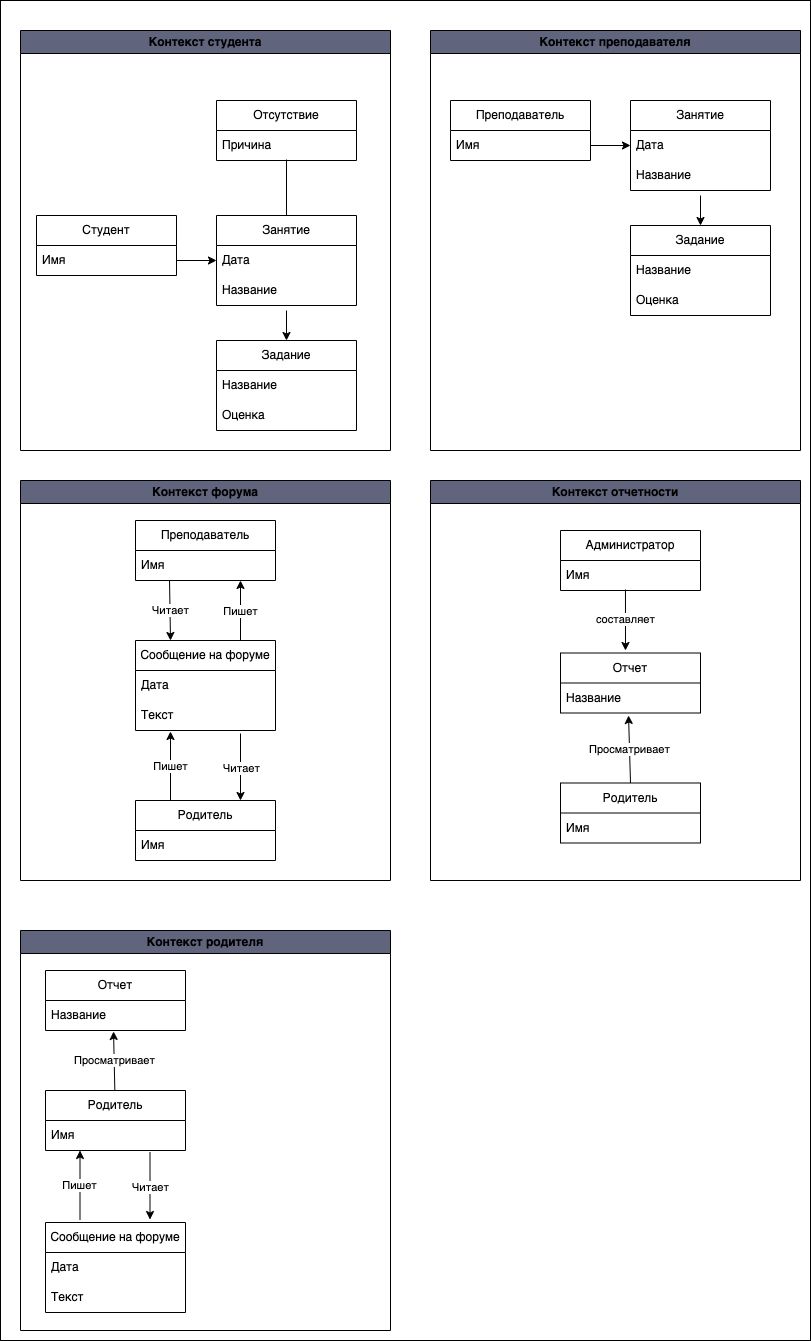 Контекст студента
Отсутствие
Причина
Студент
Имя
Занятие
Дата
Название
Задание
Название
Оценка
Контекст преподавателя
Преподаватель
Имя
Занятие
Дата
Название
Задание
Название
Оценка
Контекст форума
Преподаватель
Имя
Читает
Пишет
Сообщение на форуме
Дата
Текст
Пишет
Читает
Родитель
Имя
Контекст отчетности
Администратор
Имя
составляет
Отчет
Название
Просматривает
Родитель
Имя
Контекст родителя
Отчет
Название
Просматривает
Родитель
Имя
Пишет
Читает
Сообщение на форуме
Дата
Текст